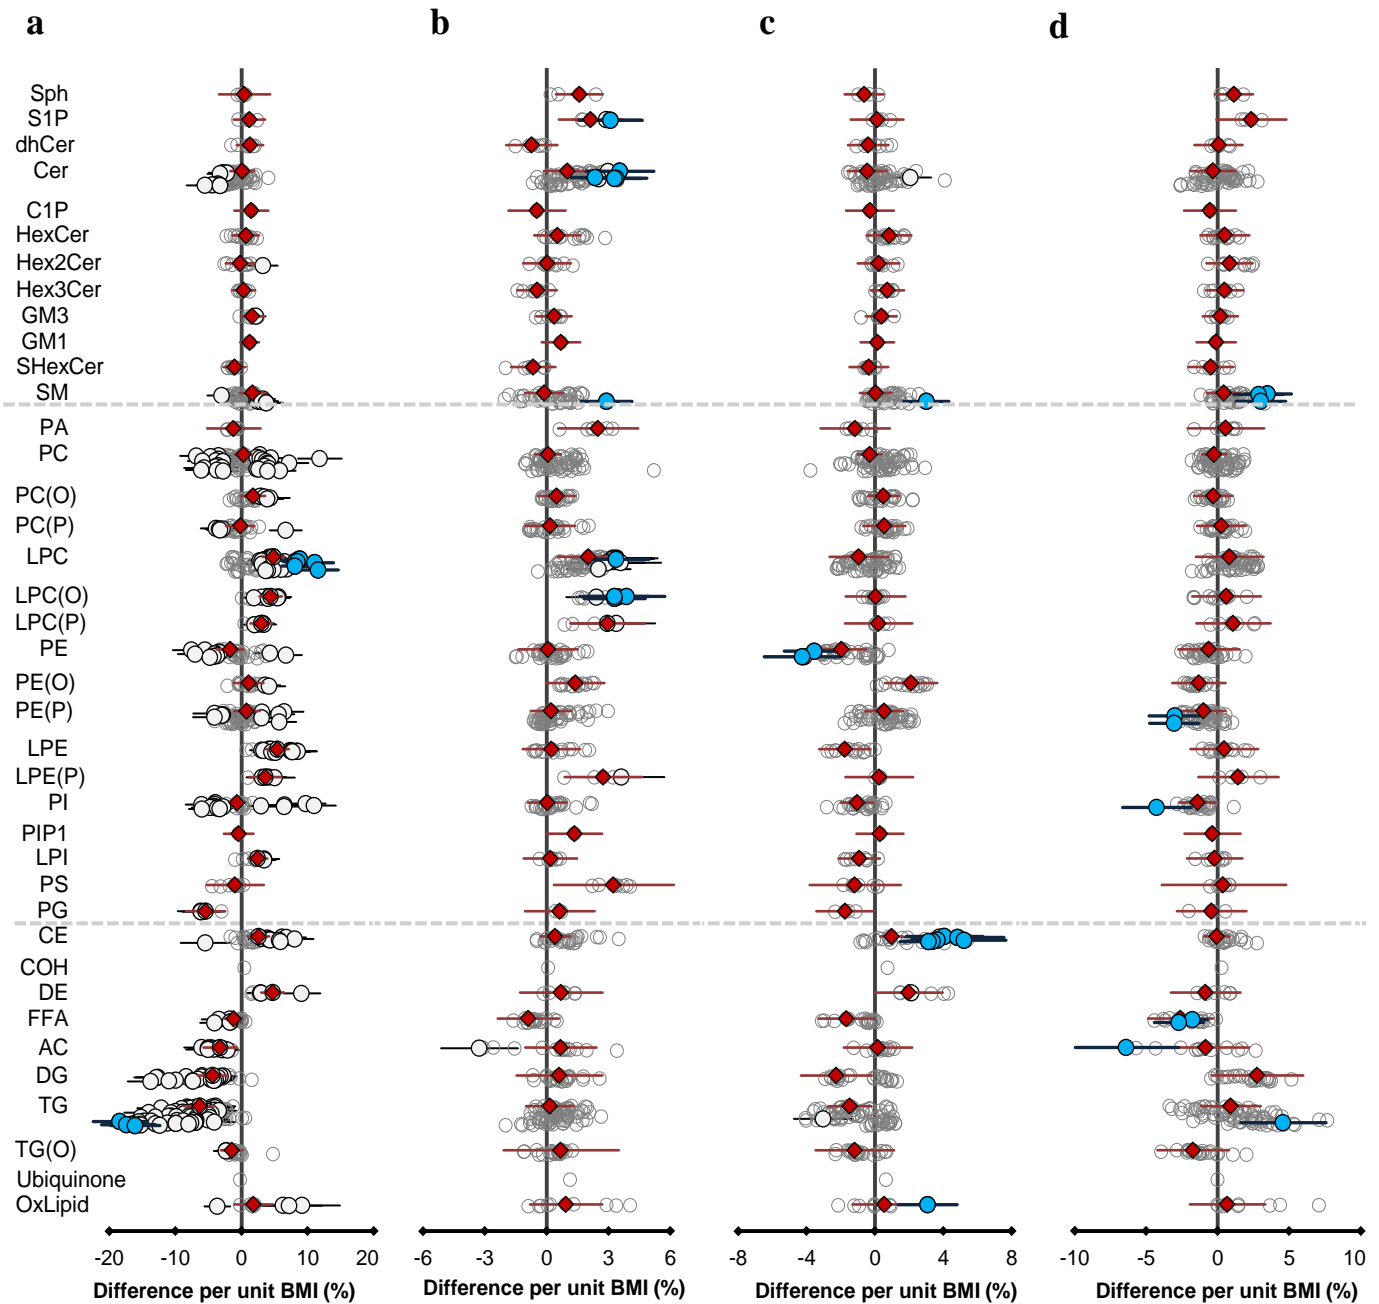 a b c d
Sph
S1P
dhCer
Cer
C1P
HexCer
Hex2Cer
Hex3Cer
GM3
GM1
SHexCer
SM
PA
PC
PC(O)
PC(P)
LPC
LPC(O)
LPC(P)
PE
PE(O)
PE(P)
LPE
LPE(P)
PI
PIP1
LPI
PS
PG
CE
COH
DE
FFA
AC
DG
TG
TG(O)
Ubiquinone
OxLipid
-20 -10 0 10 20 -6 -3 0 3 6 -8 -4 0 4 8 -10 -5 0 5 10
Difference per unit BMI (%) Difference per unit BMI (%) Difference per unit BMI (%) Difference per unit BMI (%)